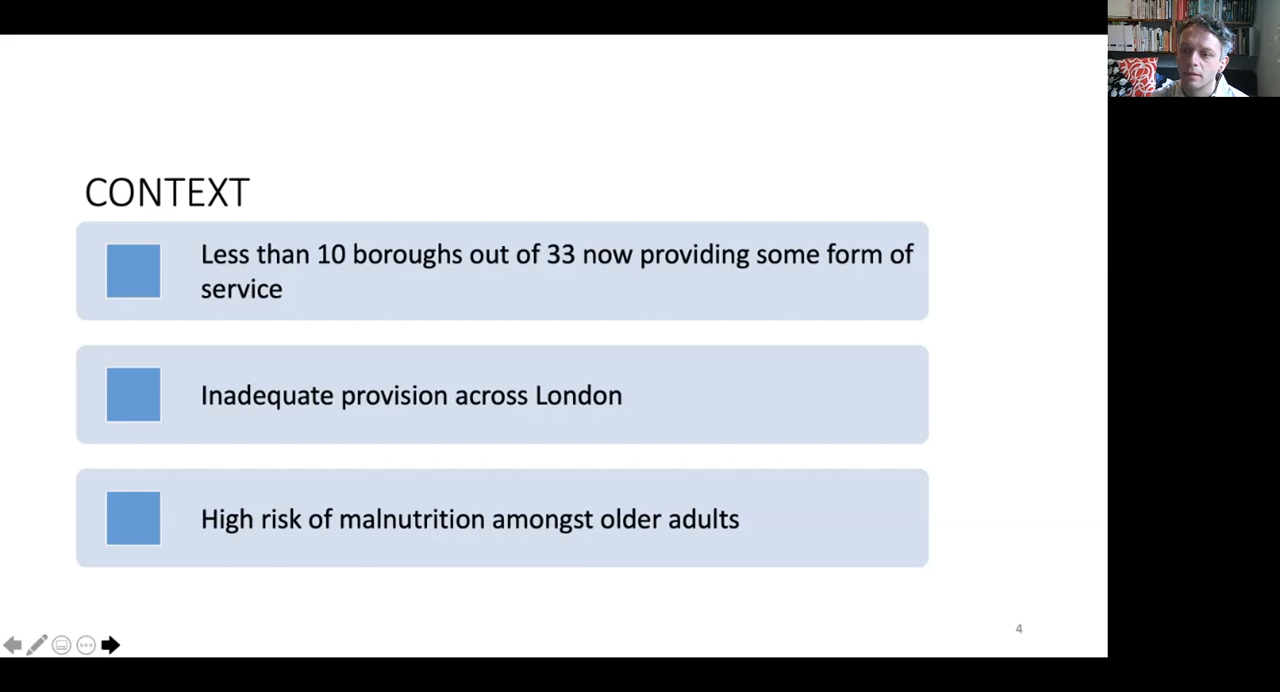 CONTEXT
Less than 10 boroughs out of 33 now providing some form of
service
Inadequate provision across London
High risk of malnutrition amongst older adults
4